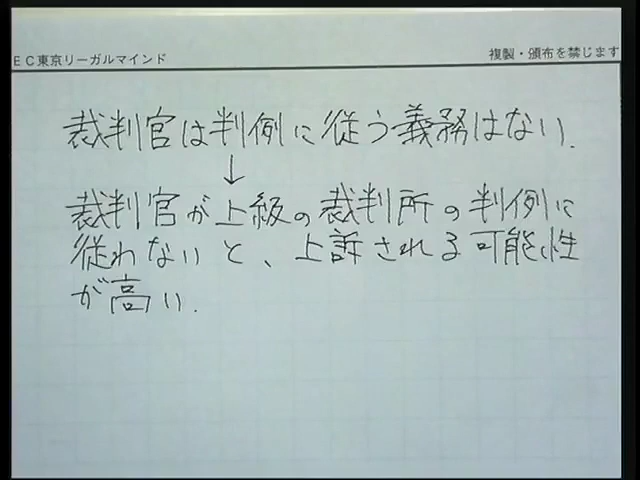 EC東京リーガルマインド 複製・頒布を禁じます
裁判官は判例に従う義務はない.
↓
裁判官が上級の裁判所の判例に
従わないと、上訴される可能性
が高い.